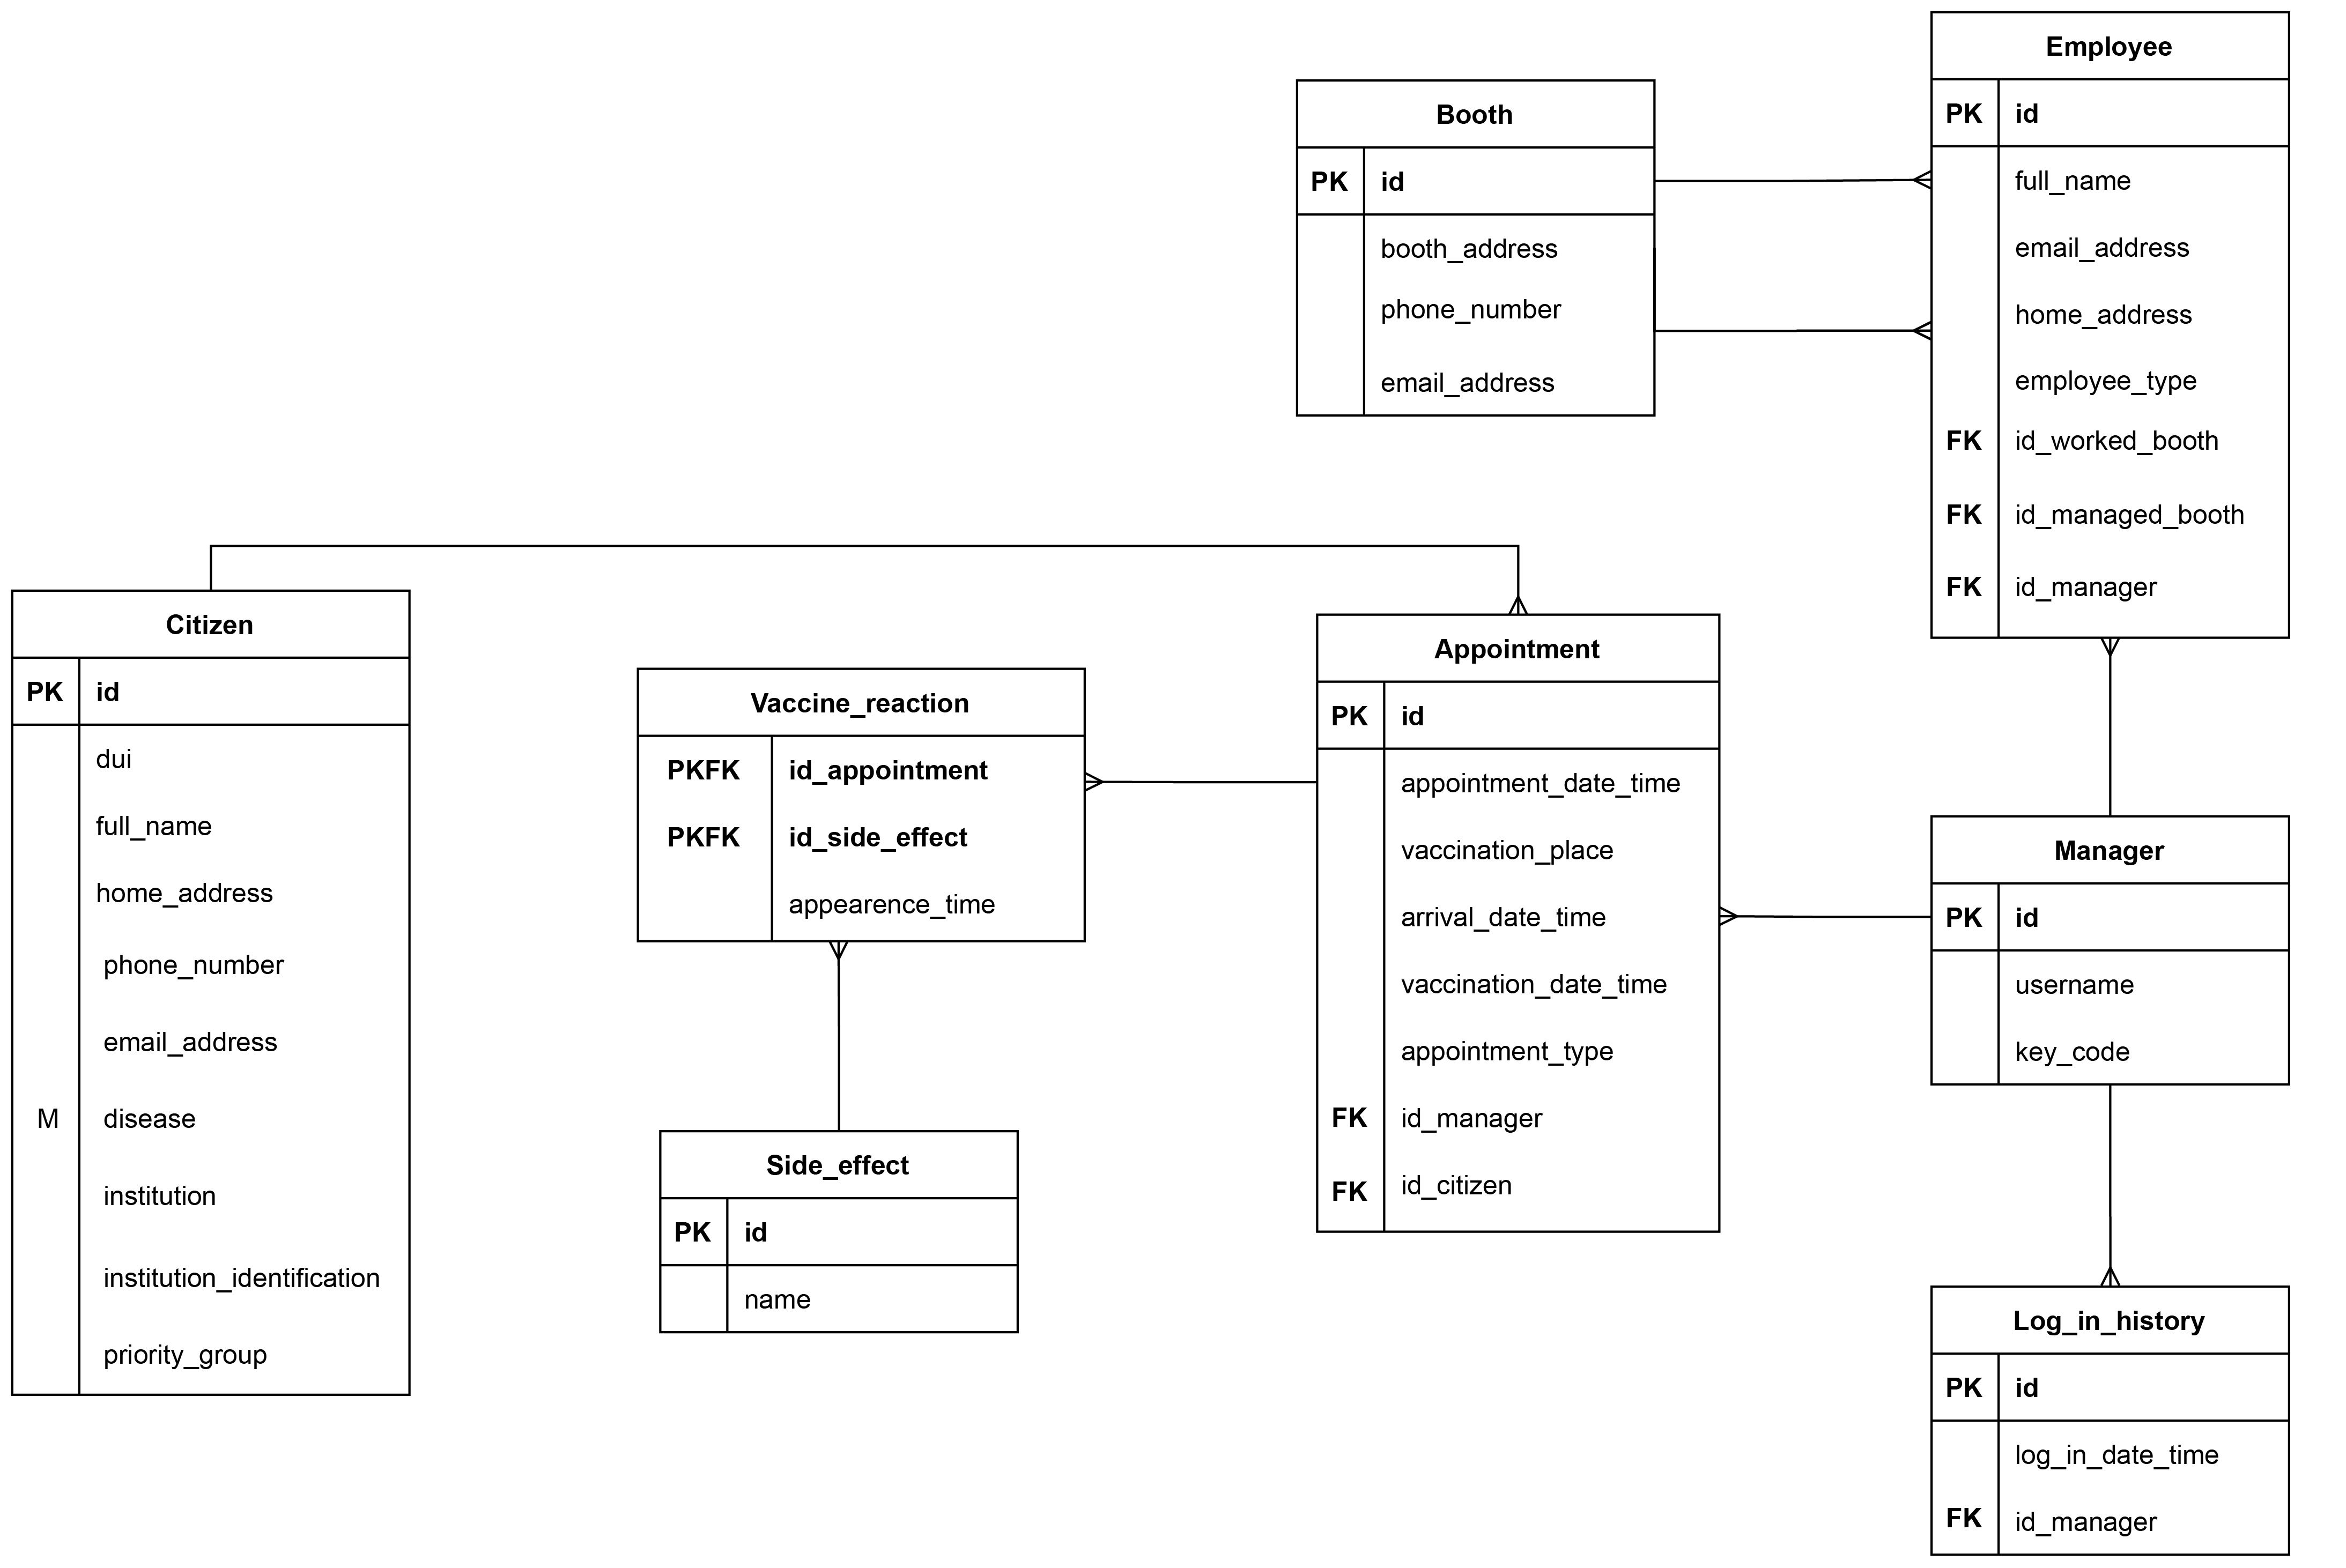 Employee
PK id
full_name
email_address
home_address
employee_type
FK id_worked_booth
FK id_managed_booth
FK id_manager
Booth
PK id
booth_address
phone_number
email_address
Citizen
PK id
dui
full_name
home_address
phone_number
email_address
M disease
institution
institution_identification
priority_group
Vaccine_reaction
PKFK id_appointment
PKFK id_side_effect
appearence_time
Side_effect
PK id
name
Appointment
PK id
appointment_date_time
vaccination_place
arrival_date_time
vaccination_date_time
appointment_type
FK id_manager
FK id_citizen
Manager
PK id
username
key_code
Log_in_history
PK id
log_in_date_time
FK id_manager